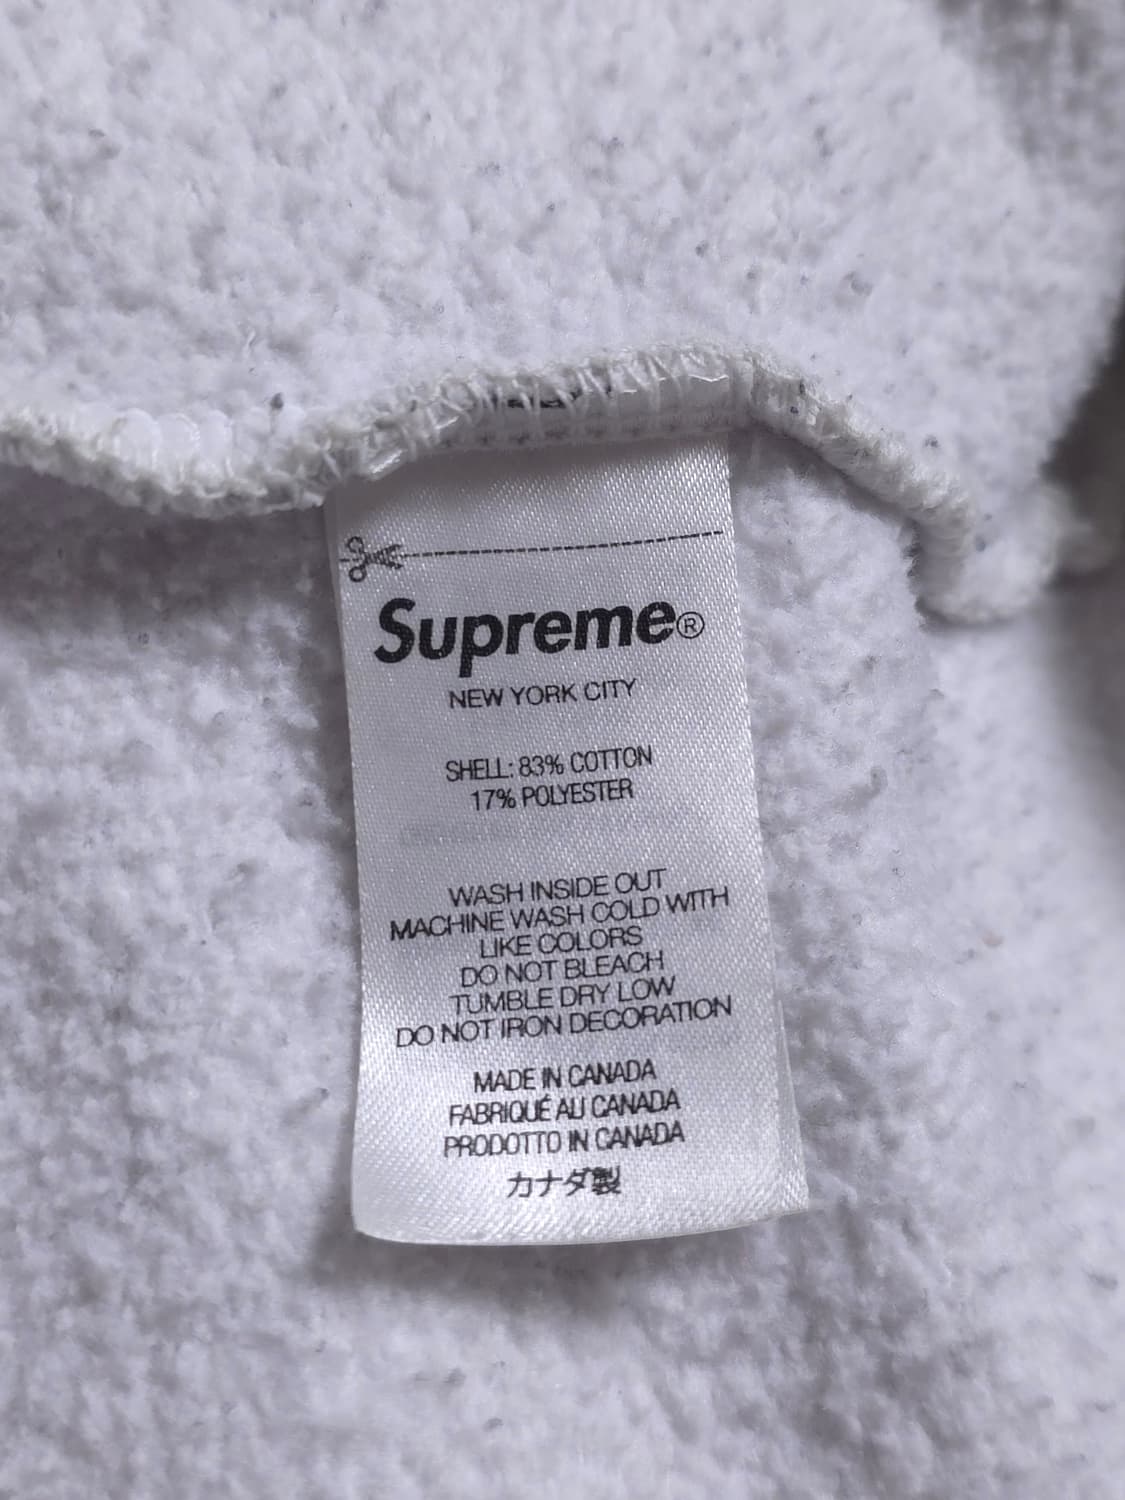 Supreme®
NEW YORK CITY
SHELL: 83% COTTON
17% POLYESTER
WASH INSIDE OUT
MACHINE WASH COLD WITH
LIKE COLORS
DO NOT BLEACH
TUMBLE DRY LOW
DO NOT IRON DECORATION
MADE IN CANADA
FABRIQUÉ AU CANADA
PRODOTTO IN CANADA
カナダ製